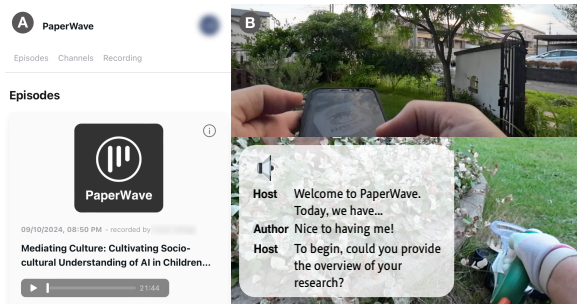 A
PaperWave
Episodes Channels Recording
Episodes
PaperWave
09/10/2024, 08:50 PM - recorded by
Mediating Culture: Cultivating Socio-
cultural Understanding of AI in Children...
21:44
B
Host Welcome to PaperWave.
Today, we have...
Author Nice to having me!
Host To begin, could you provide
the overview of your
research?